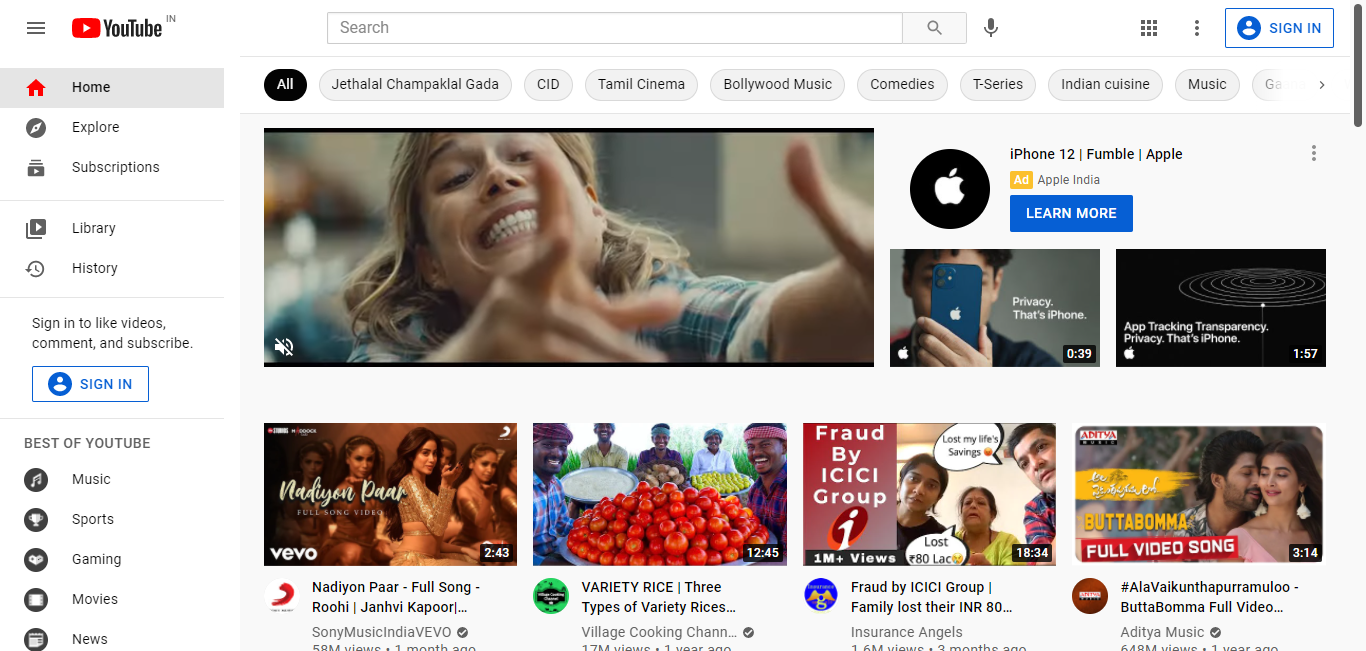 YouTube IN
Search
SIGN IN
Home
Explore
Subscriptions
Library
History
Sign in to like videos,
comment, and subscribe.
SIGN IN
BEST OF YOUTUBE
Music
Sports
Gaming
Movies
News
All
Jethalal Champaklal Gada
CID
Tamil Cinema
Bollywood Music
Comedies
T-Series
Indian cuisine
Music
iPhone 12 | Fumble | Apple
Ad Apple India
LEARN MORE
Privacy.
That's iPhone.
0:39
App Tracking Transparency.
Privacy. That's iPhone.
1:57
Nadiyon Paar
FULL SONG VIDEO
vevo
2:43
Nadiyon Paar - Full Song -
Roohi | Janhvi Kapoor|...
SonyMusicIndiaVEVO
58M views • 1 month ago
12:45
VARIETY RICE | Three
Types of Variety Rices...
Village Cooking Chann...
17M views • 1 year ago
Fraud
By
ICICI
Group
Lost my life's
Savings
1M+ Views
Lost
₹80 Lac
18:34
Fraud by ICICI Group |
Family lost their INR 80...
Insurance Angels
1.6M views • 3 months ago
ADITYA
MUSIC
BUTTABOMMA
FULL VIDEO SONG
3:14
#AlaVaikunthapurramuloo -
ButtaBomma Full Video...
Aditya Music
648M views • 1 year ago